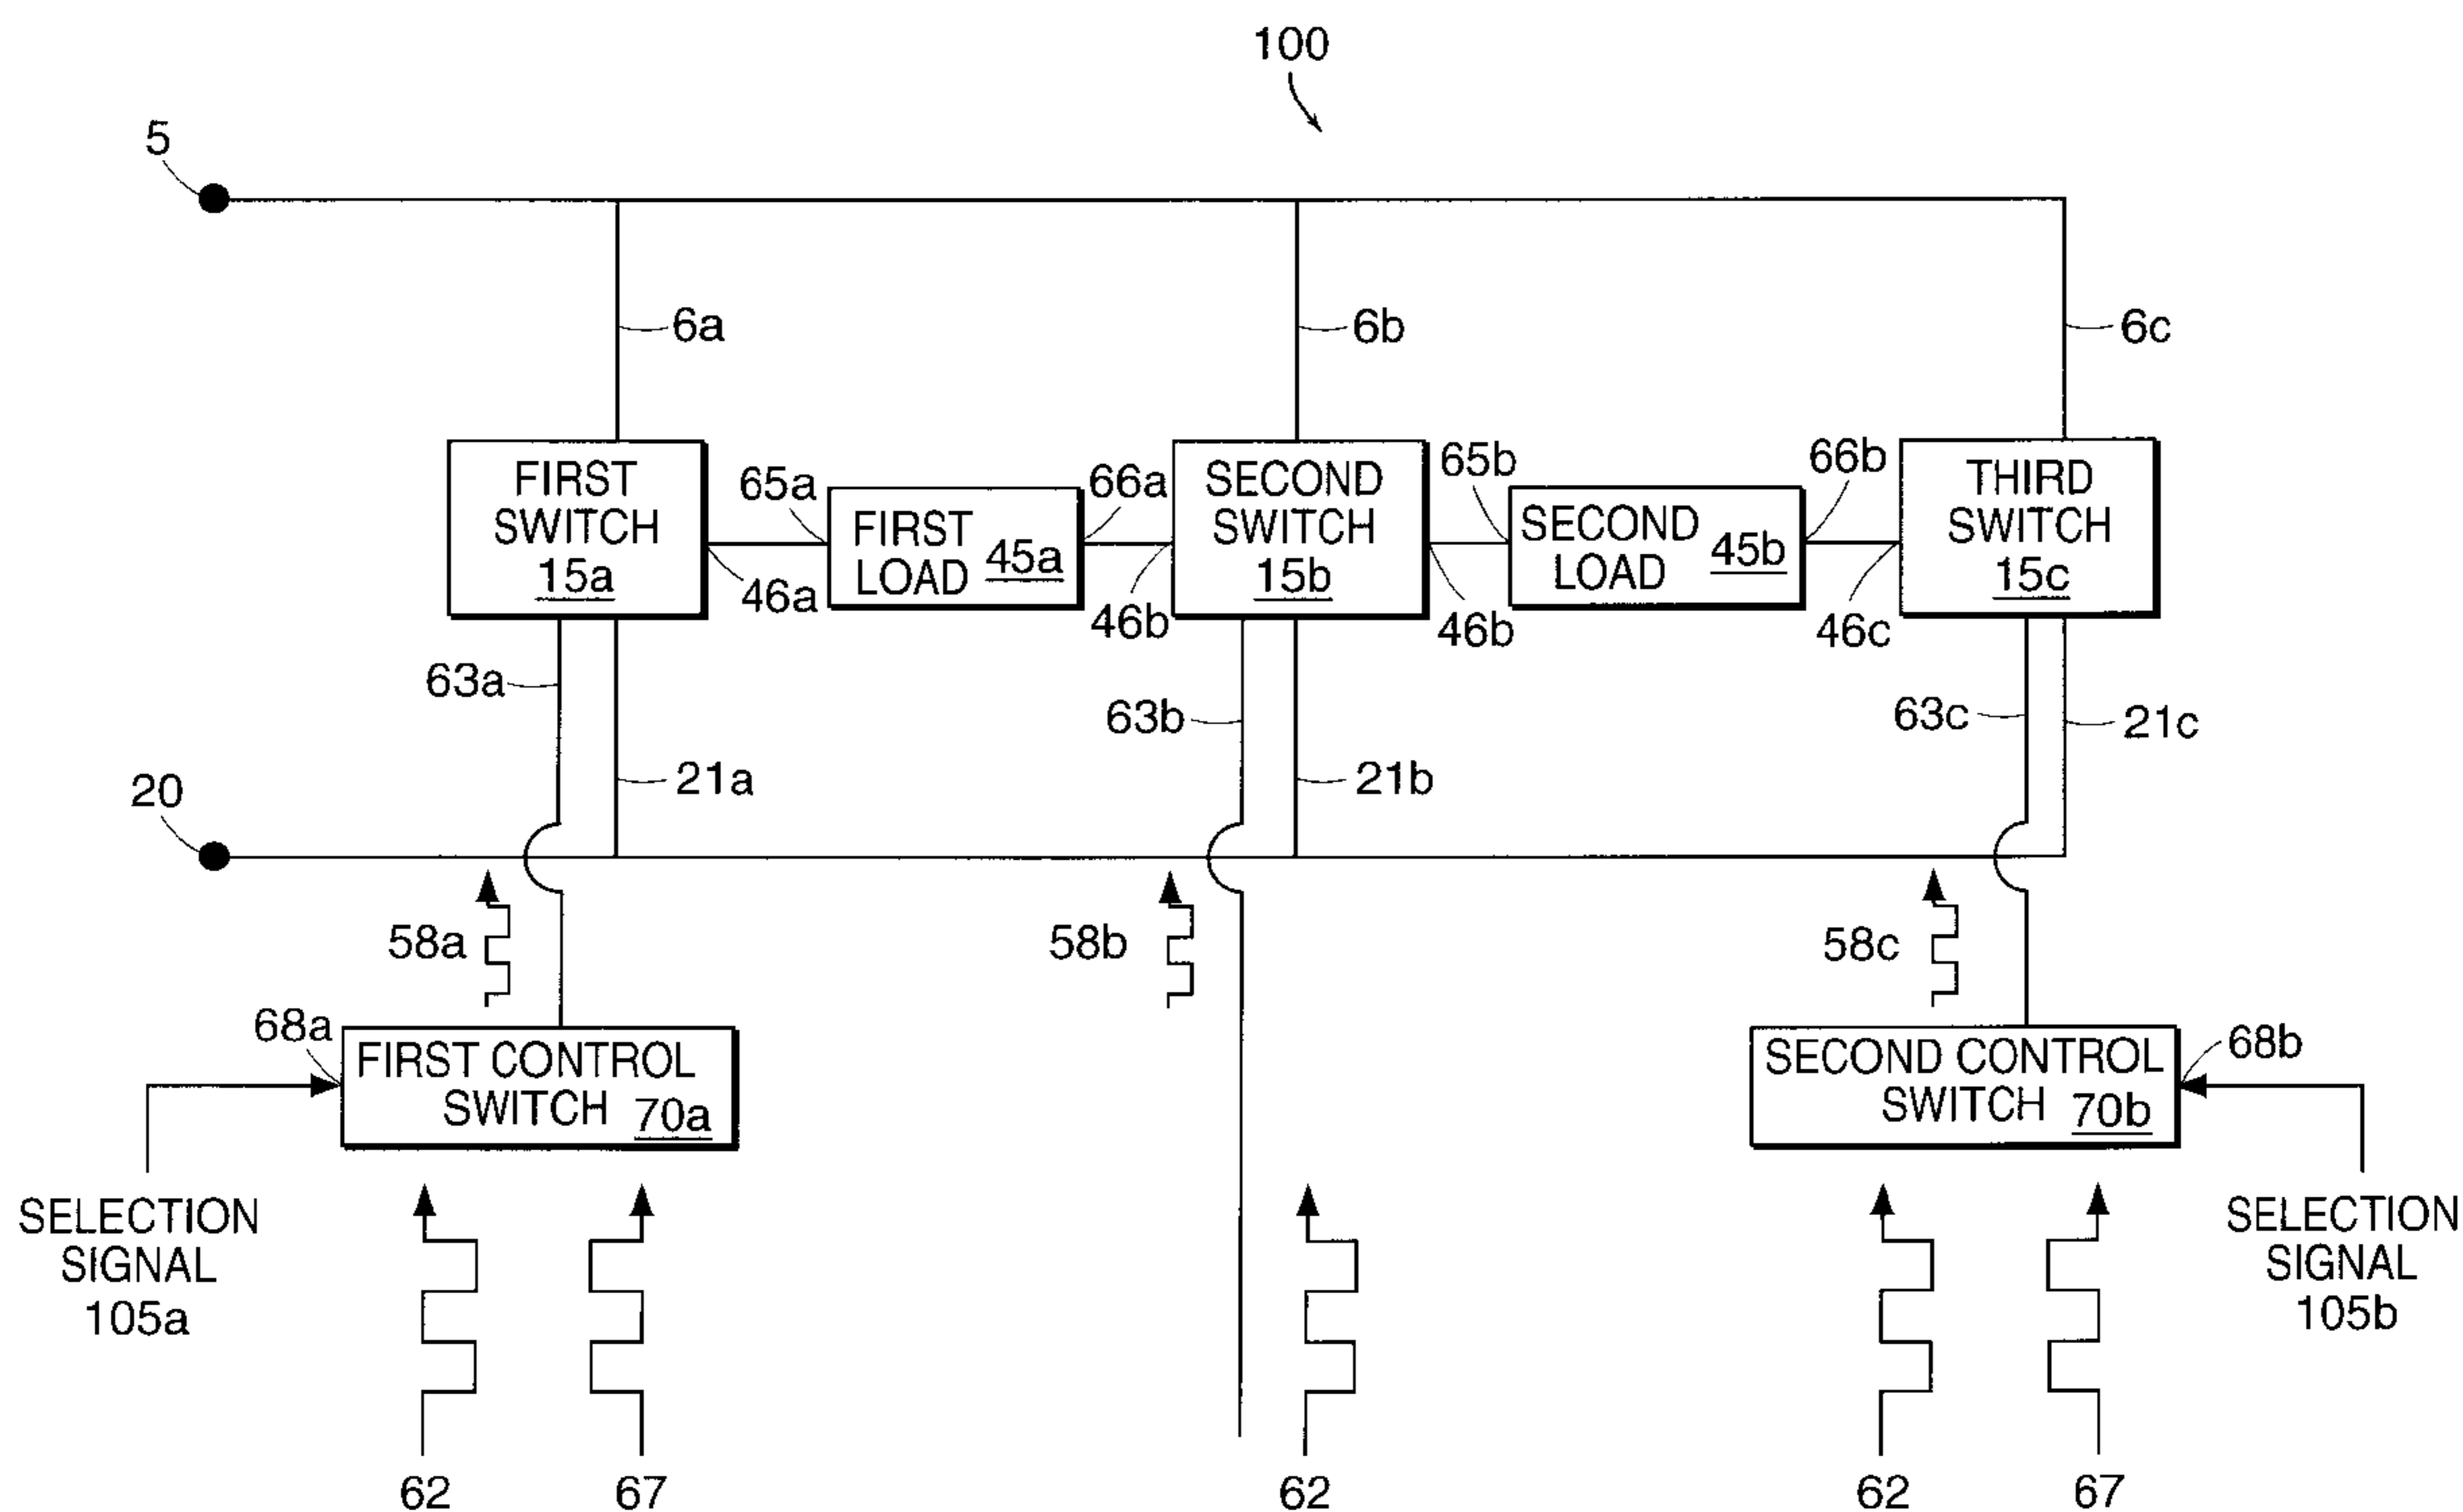 100
5
6a
6b
6c
FIRST
SWITCH
15a
65a
46a
FIRST
LOAD
45a
66a
46b
SECOND
SWITCH
15b
65b
46b
SECOND
LOAD
45b
66b
46c
THIRD
SWITCH
15c
63a
21a
63b
21b
63c
21c
20
58a
58b
58c
68a
FIRST CONTROL
SWITCH 70a
SECOND CONTROL
SWITCH 70b
68b
SELECTION
SIGNAL
105a
SELECTION
SIGNAL
105b
62
67
62
62
67